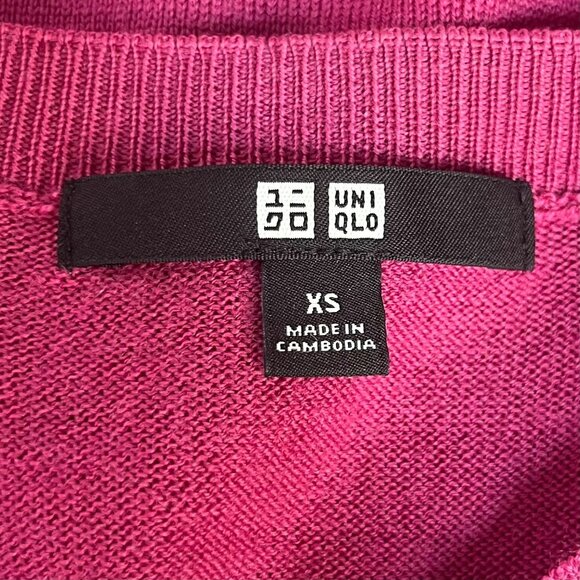 ユニ UNI
クロ QLO
XS
MADE IN
CAMBODIA